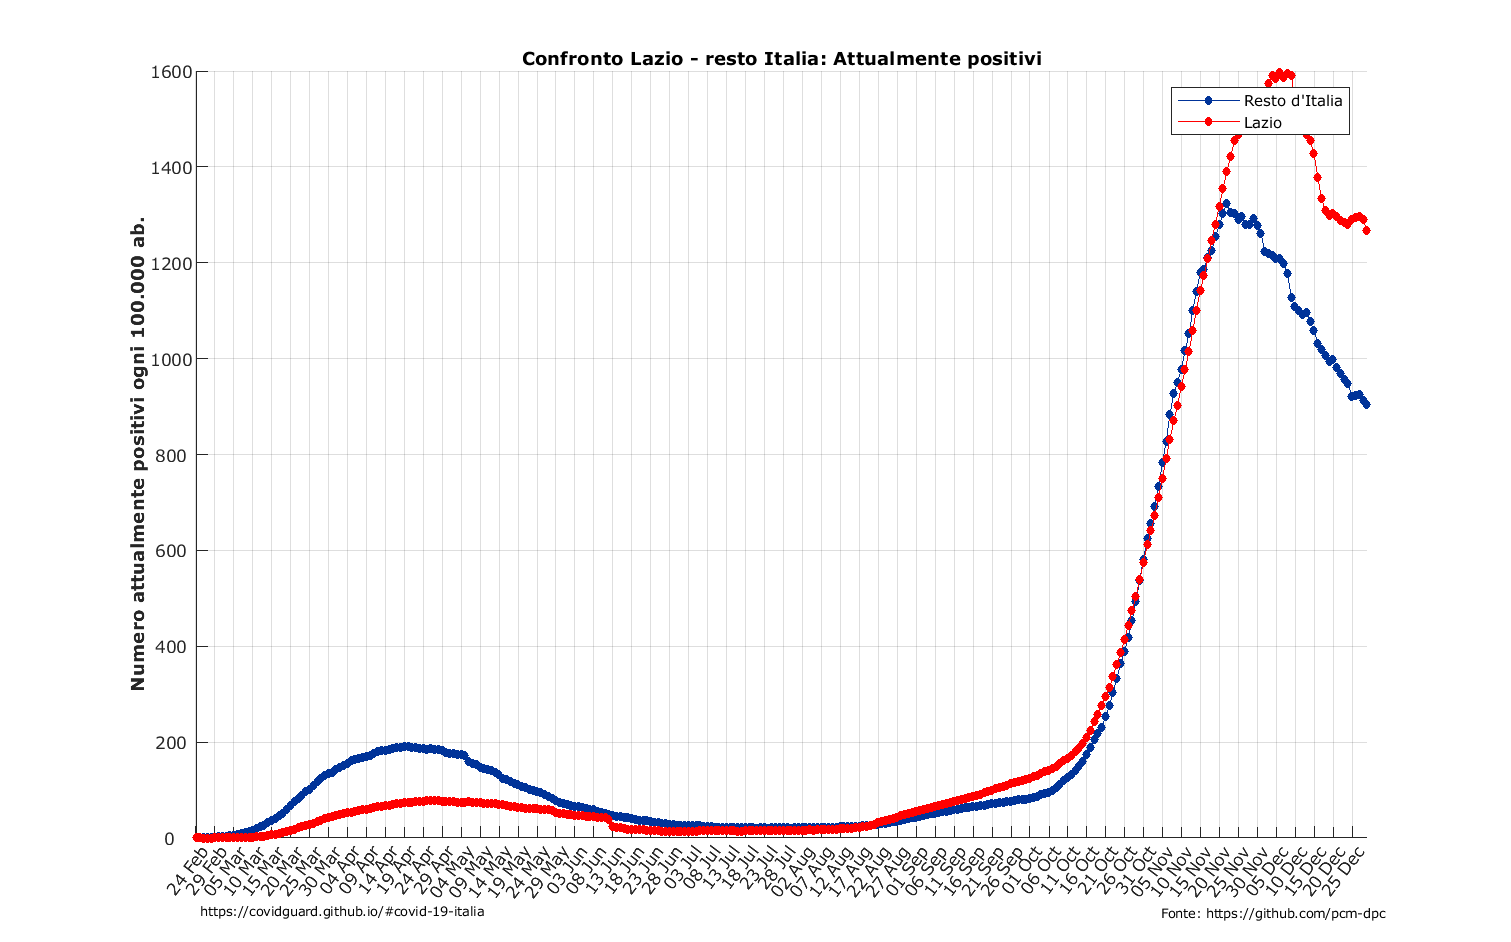 Confronto Lazio - resto Italia: Attualmente positivi
Numero attualmente positivi ogni 100.000 ab.
1600
1400
1200
1000
800
600
400
200
0
Resto d'Italia
Lazio
24 Feb
29 Feb
05 Mar
10 Mar
15 Mar
20 Mar
25 Mar
30 Mar
04 Apr
09 Apr
14 Apr
19 Apr
24 Apr
29 Apr
04 May
09 May
14 May
19 May
24 May
29 May
03 Jun
08 Jun
13 Jun
18 Jun
23 Jun
28 Jun
03 Jul
08 Jul
13 Jul
18 Jul
23 Jul
28 Jul
02 Aug
07 Aug
12 Aug
17 Aug
22 Aug
27 Aug
01 Sep
06 Sep
11 Sep
16 Sep
21 Sep
26 Sep
01 Oct
06 Oct
11 Oct
16 Oct
21 Oct
26 Oct
31 Oct
05 Nov
10 Nov
15 Nov
20 Nov
25 Nov
30 Nov
05 Dec
10 Dec
15 Dec
20 Dec
25 Dec
https://covidguard.github.io/#covid-19-italia
Fonte: https://github.com/pcm-dpc